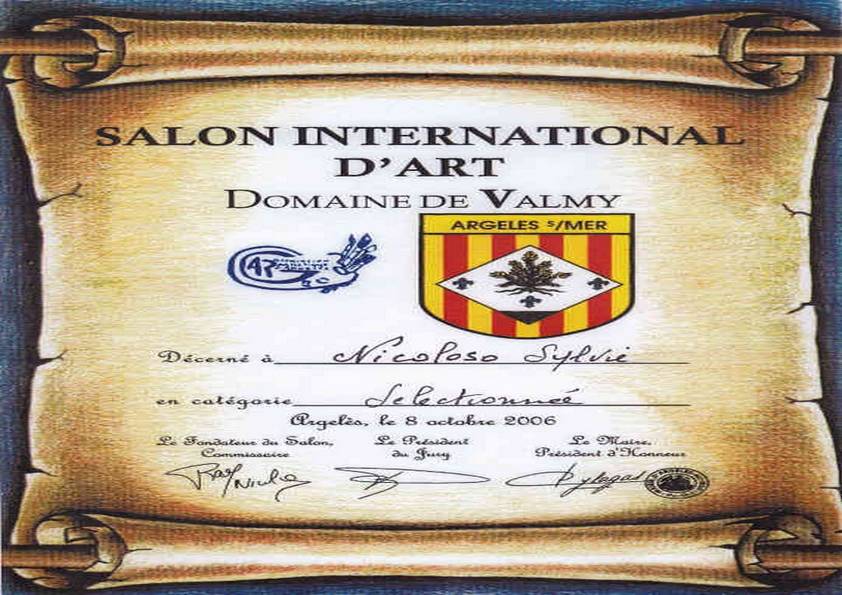 SALON INTERNATIONAL
D'ART
DOMAINE DE VALMY
ARGELES S/MER
Décerné à Nicoloso Sylvie
en catégorie Selectionnée
Argelès, le 8 octobre 2006
Le Fondateur du Salon,
Commissaire
Le Président
du Jury
Le Maire,
Président d'Honneur